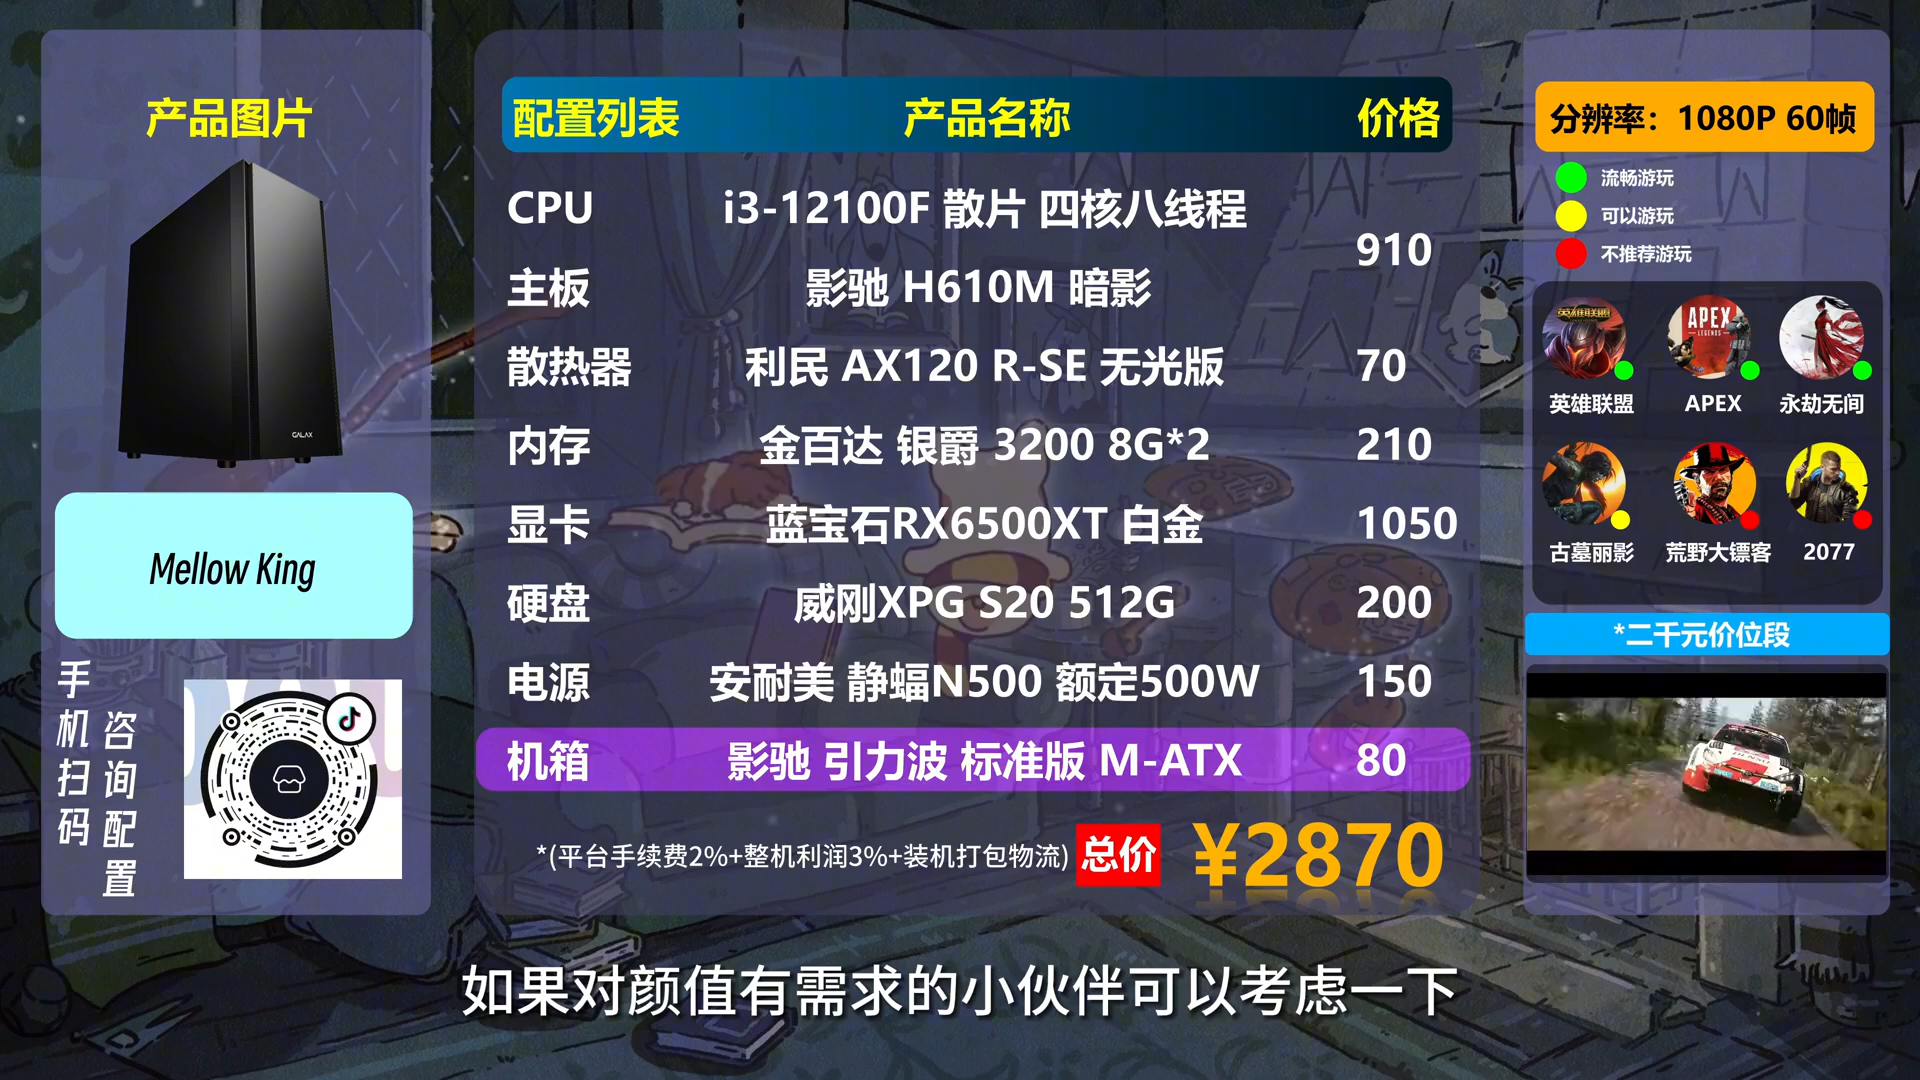 产品图片
GALAX
Mellow King
手机扫码
咨询配置
配置列表 产品名称 价格
CPU i3-12100F 散片 四核八线程
910
主板 影驰 H610M 暗影
散热器 利民 AX120 R-SE 无光版 70
内存 金百达 银爵 3200 8G*2 210
显卡 蓝宝石RX6500XT 白金 1050
硬盘 威刚XPG S20 512G 200
电源 安耐美 静蝠N500 额定500W 150
机箱 影驰 引力波 标准版 M-ATX 80
*(平台手续费2%+整机利润3%+装机打包物流) 总价 ¥2870
分辨率：1080P 60帧
流畅游玩
可以游玩
不推荐游玩
英雄联盟
APEX
LEGENDS
英雄联盟 APEX 永劫无间
古墓丽影 荒野大镖客 2077
*二千元价位段
如果对颜值有需求的小伙伴可以考虑一下